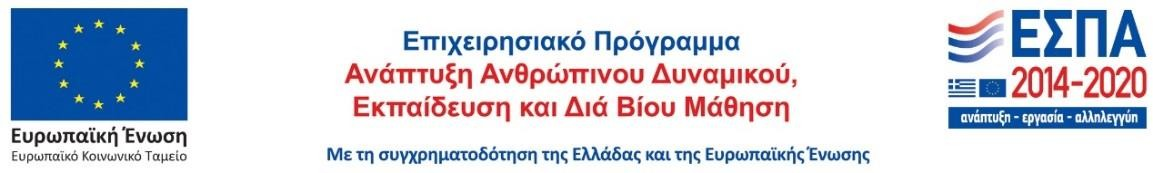 Ευρωπαϊκή Ένωση
Ευρωπαϊκό Κοινωνικό Ταμείο
Επιχειρησιακό Πρόγραμμα
Ανάπτυξη Ανθρώπινου Δυναμικού,
Εκπαίδευση και Διά Βίου Μάθηση
Με τη συγχρηματοδότηση της Ελλάδας και της Ευρωπαϊκής Ένωσης
ΕΣΠΑ
2014-2020
ανάπτυξη - εργασία - αλληλεγγύη